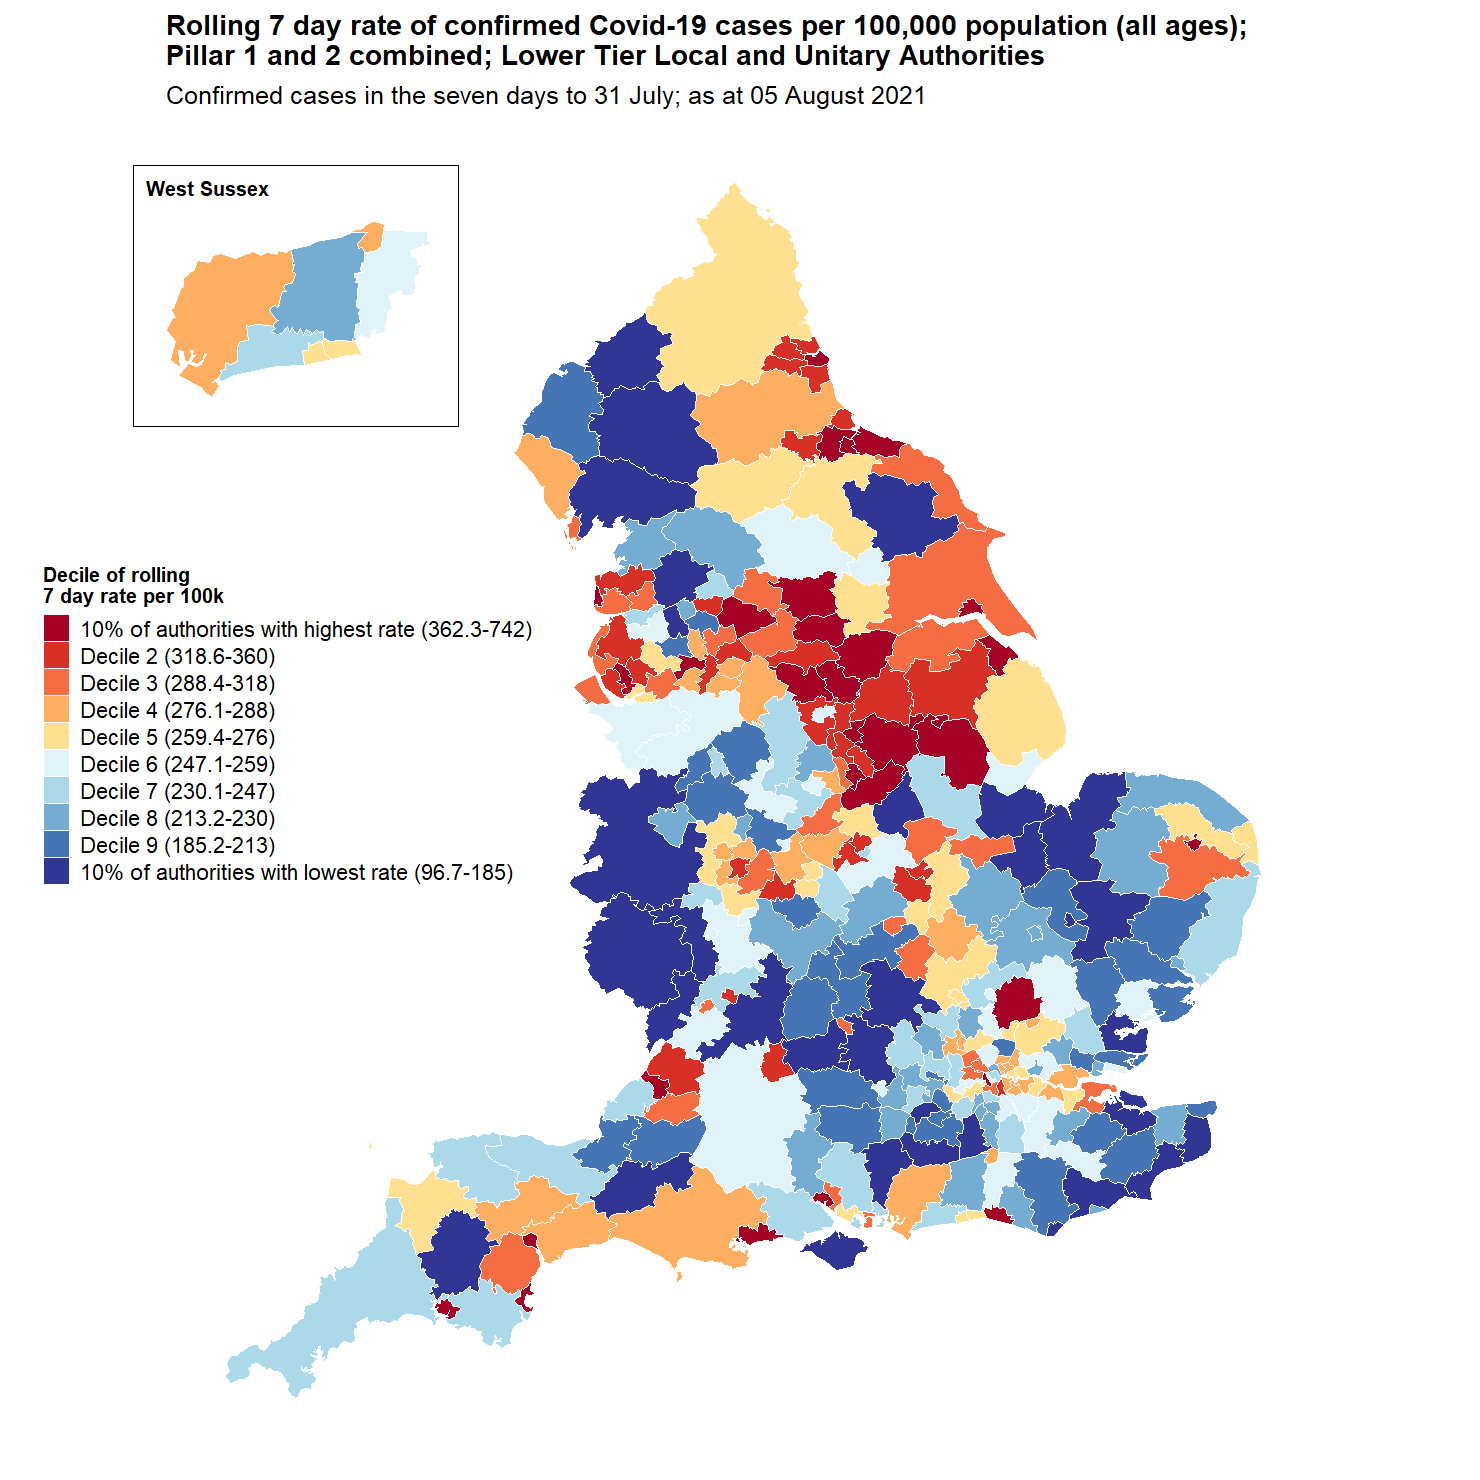 Rolling 7 day rate of confirmed Covid-19 cases per 100,000 population (all ages);
Pillar 1 and 2 combined; Lower Tier Local and Unitary Authorities
Confirmed cases in the seven days to 31 July; as at 05 August 2021
West Sussex
Decile of rolling
7 day rate per 100k
10% of authorities with highest rate (362.3-742)
Decile 2 (318.6-360)
Decile 3 (288.4-318)
Decile 4 (276.1-288)
Decile 5 (259.4-276)
Decile 6 (247.1-259)
Decile 7 (230.1-247)
Decile 8 (213.2-230)
Decile 9 (185.2-213)
10% of authorities with lowest rate (96.7-185)